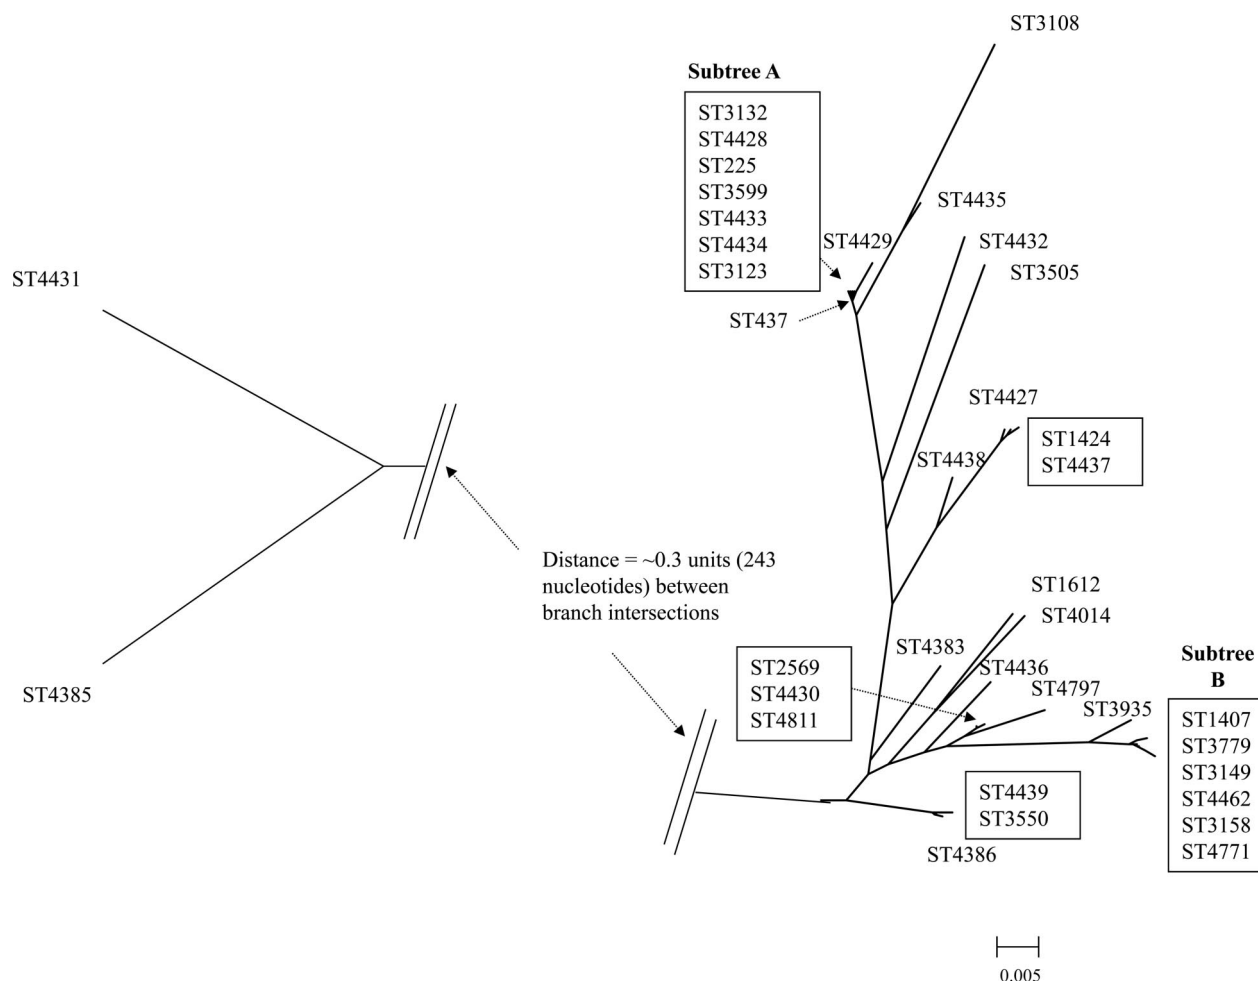 ST3108
Subtree A
ST3132
ST4428
ST225
ST3599
ST4433
ST4434
ST3123
ST4435
ST4429
ST4432
ST3505
ST4431
ST437
ST4427
ST1424
ST4437
ST4438
Distance = ~0.3 units (243
nucleotides) between
branch intersections
ST1612
ST4014
ST4383
ST4436
ST2569
ST4430
ST4811
ST4797
ST3935
Subtree
B
ST1407
ST3779
ST3149
ST4462
ST3158
ST4771
ST4385
ST4439
ST3550
ST4386
0.005